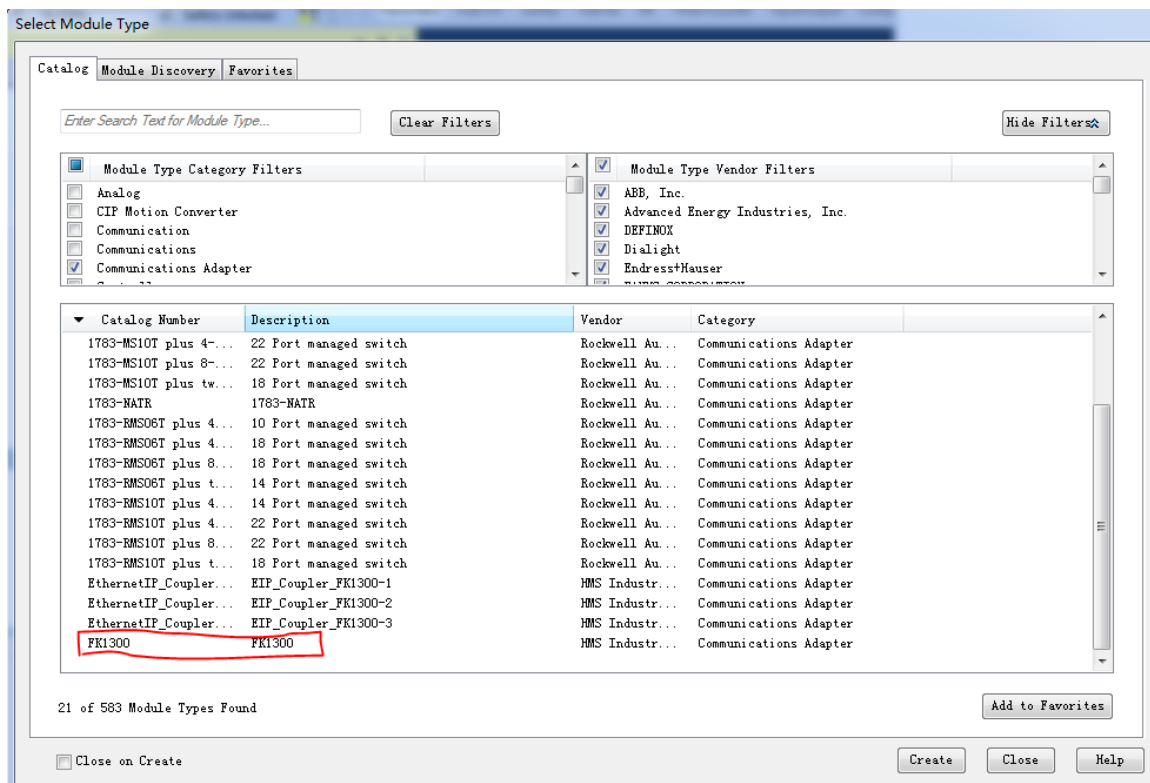 Select Module Type
Catalog Module Discovery Favorites
Enter Search Text for Module Type... Clear Filters Hide Filters
Module Type Category Filters Module Type Vendor Filters
Analog ABB, Inc.
CIP Motion Converter Advanced Energy Industries, Inc.
Communication DEFINOX
Communications Dialight
Communications Adapter Endress+Hauser
Catalog Number Description Vendor Category
1783-MS10T plus 4-... 22 Port managed switch Rockwell Au... Communications Adapter
1783-MS10T plus 8-... 22 Port managed switch Rockwell Au... Communications Adapter
1783-MS10T plus tw... 18 Port managed switch Rockwell Au... Communications Adapter
1783-NATR 1783-NATR Rockwell Au... Communications Adapter
1783-RMS06T plus 4... 10 Port managed switch Rockwell Au... Communications Adapter
1783-RMS06T plus 4... 18 Port managed switch Rockwell Au... Communications Adapter
1783-RMS06T plus 8... 18 Port managed switch Rockwell Au... Communications Adapter
1783-RMS06T plus t... 14 Port managed switch Rockwell Au... Communications Adapter
1783-RMS10T plus 4... 14 Port managed switch Rockwell Au... Communications Adapter
1783-RMS10T plus 4... 22 Port managed switch Rockwell Au... Communications Adapter
1783-RMS10T plus 8... 22 Port managed switch Rockwell Au... Communications Adapter
1783-RMS10T plus t... 18 Port managed switch Rockwell Au... Communications Adapter
EthernetIP_Coupler... EIP_Coupler_FK1300-1 HMS Industr... Communications Adapter
EthernetIP_Coupler... EIP_Coupler_FK1300-2 HMS Industr... Communications Adapter
EthernetIP_Coupler... EIP_Coupler_FK1300-3 HMS Industr... Communications Adapter
FK1300 FK1300 HMS Industr... Communications Adapter
21 of 583 Module Types Found Add to Favorites
Close on Create Create Close Help